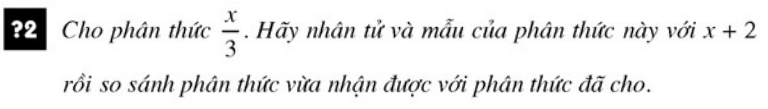 ?2 Cho phân thức x/3. Hãy nhân tử và mẫu của phân thức này với x + 2
rồi so sánh phân thức vừa nhận được với phân thức đã cho.